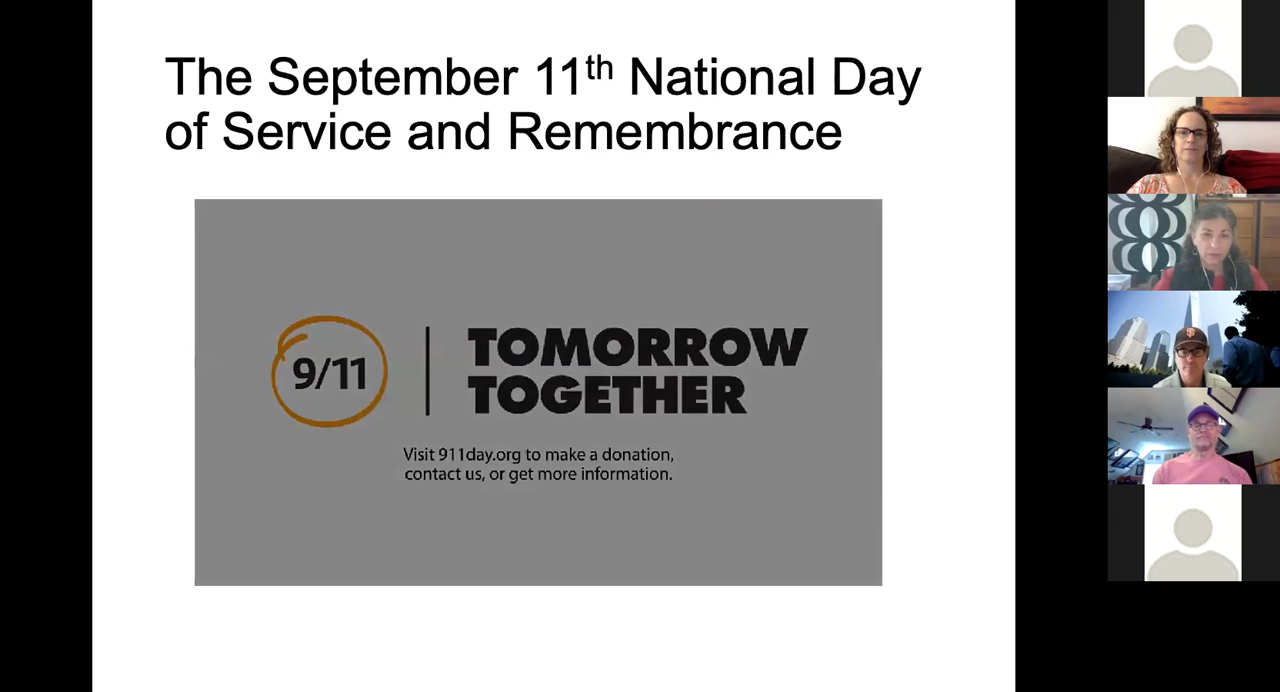 The September 11th National Day
of Service and Remembrance
9/11
TOMORROW
TOGETHER
Visit 911day.org to make a donation,
contact us, or get more information.